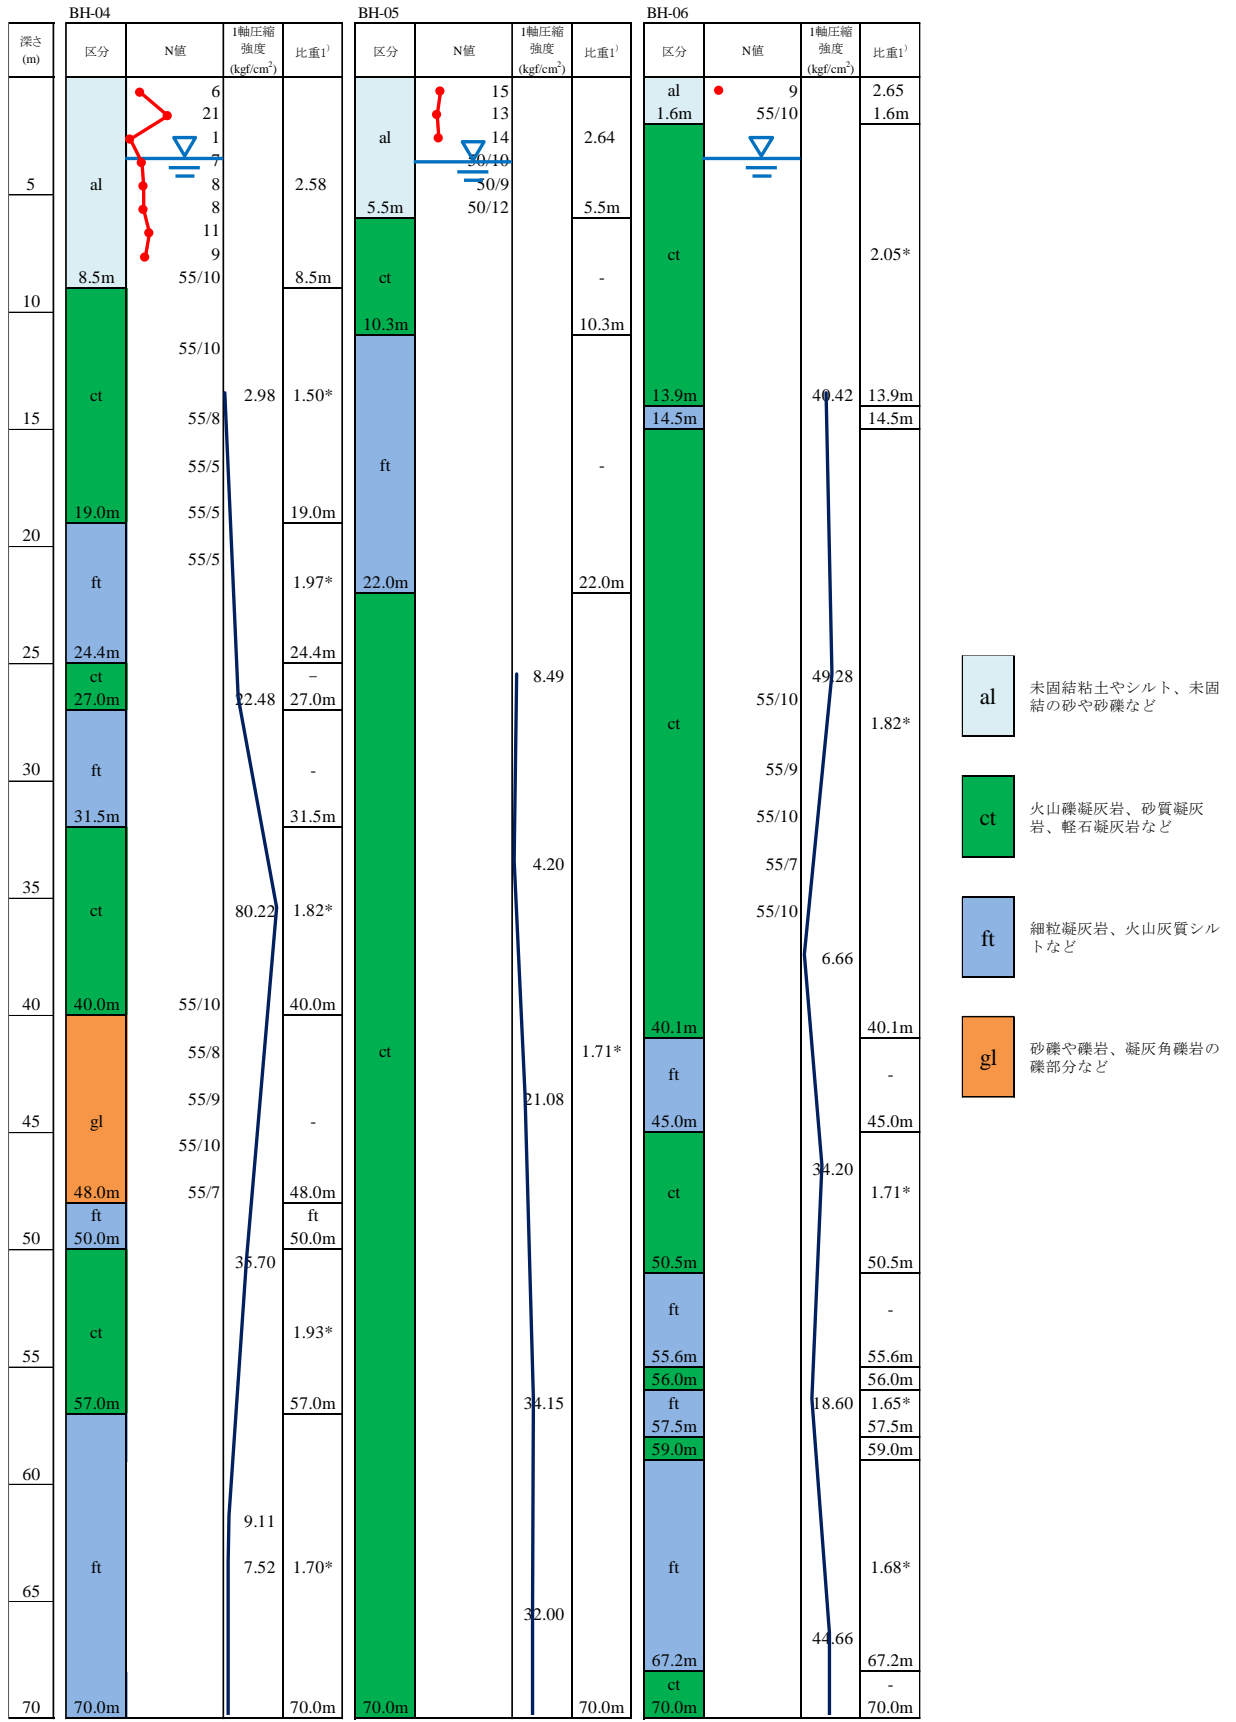 BH-04
BH-05
BH-06
深さ
(m)
区分
N値
1軸圧縮
強度
(kgf/cm²)
比重1⁾
区分
N値
1軸圧縮
強度
(kgf/cm²)
比重1⁾
区分
N値
1軸圧縮
強度
(kgf/cm²)
比重1⁾
5
10
15
20
25
30
35
40
45
50
55
60
65
70
al
8.5m
ct
19.0m
ft
24.4m
ct
27.0m
ft
31.5m
ct
40.0m
gl
48.0m
ft
50.0m
ct
57.0m
ft
70.0m
6
21
1
7
8
8
11
9
55/10
55/10
55/8
55/5
55/5
55/5
55/10
55/8
55/9
55/10
55/7
2.98
22.48
80.22
35.70
9.11
7.52
2.58
8.5m
1.50*
19.0m
1.97*
24.4m
–
27.0m
-
31.5m
1.82*
40.0m
-
48.0m
ft
50.0m
1.93*
57.0m
1.70*
70.0m
al
5.5m
ct
10.3m
ft
22.0m
ct
70.0m
15
13
14
50/10
50/9
50/12
8.49
4.20
21.08
34.15
32.00
2.64
5.5m
-
10.3m
-
22.0m
1.71*
70.0m
al
1.6m
ct
13.9m
14.5m
ct
40.1m
ft
45.0m
ct
50.5m
ft
55.6m
56.0m
ft
57.5m
59.0m
ft
67.2m
ct
70.0m
9
55/10
55/10
55/9
55/10
55/7
55/10
40.42
49.28
6.66
34.20
18.60
44.66
2.65
1.6m
2.05*
13.9m
14.5m
1.82*
40.1m
-
45.0m
1.71*
50.5m
-
55.6m
56.0m
1.65*
57.5m
59.0m
1.68*
67.2m
-
70.0m
al
未固結粘土やシルト、未固
結の砂や砂礫など
ct
火山礫凝灰岩、砂質凝灰
岩、軽石凝灰岩など
ft
細粒凝灰岩、火山灰質シル
トなど
gl
砂礫や礫岩、凝灰角礫岩の
礫部分など